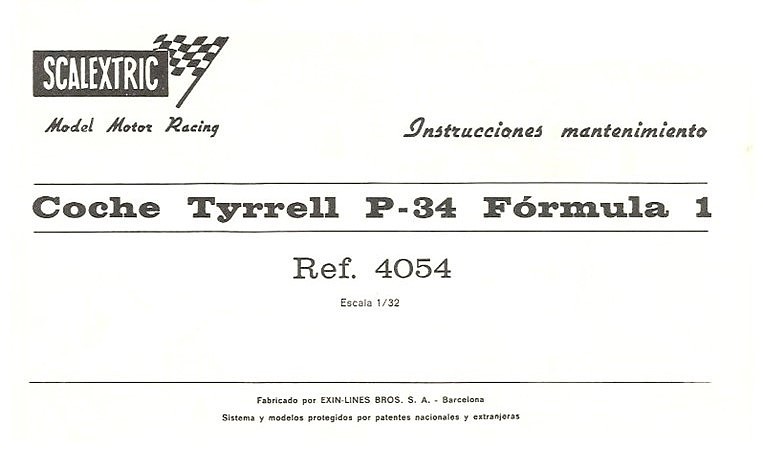 SCALEXTRIC
Model Motor Racing
Instrucciones mantenimiento
Coche Tyrrell P-34 Fórmula 1
Ref. 4054
Escala 1/32
Fabricado por EXIN-LINES BROS. S. A. - Barcelona
Sistema y modelos protegidos por patentes nacionales y extranjeras